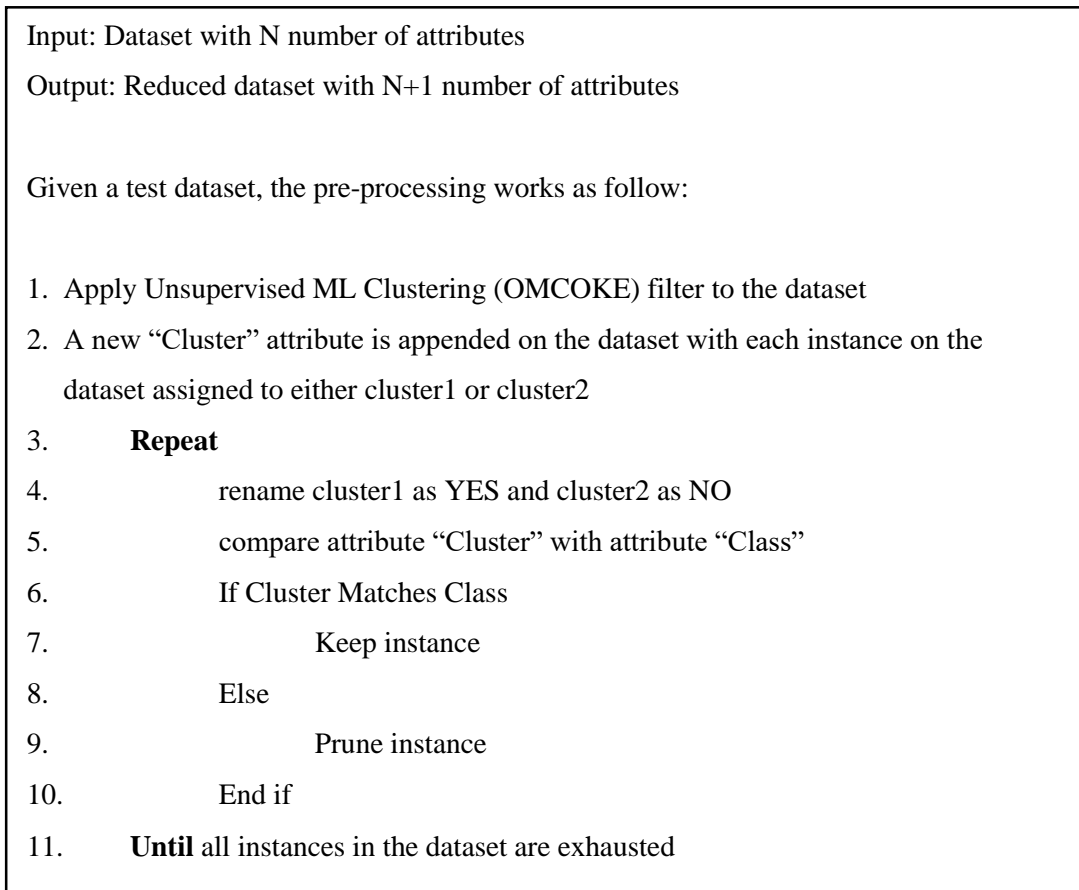 Input: Dataset with N number of attributes
Output: Reduced dataset with N+1 number of attributes
Given a test dataset, the pre-processing works as follow:
1. Apply Unsupervised ML Clustering (OMCOKE) filter to the dataset
2. A new “Cluster” attribute is appended on the dataset with each instance on the
dataset assigned to either cluster1 or cluster2
3. Repeat
4. rename cluster1 as YES and cluster2 as NO
5. compare attribute “Cluster” with attribute “Class”
6. If Cluster Matches Class
7. Keep instance
8. Else
9. Prune instance
10. End if
11. Until all instances in the dataset are exhausted